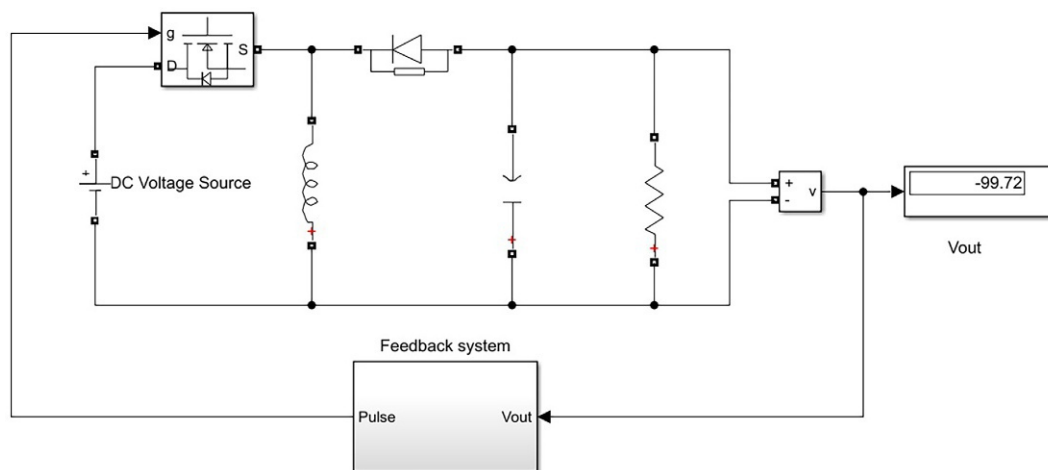 g
S
D
+
DC Voltage Source
+
+
+
+
-
v
-99.72
Vout
Feedback system
Pulse
Vout